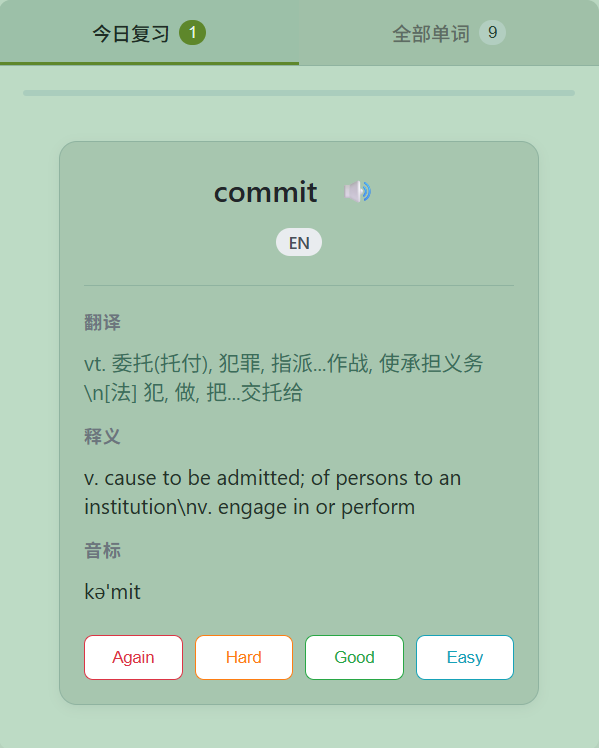 今日复习 1
全部单词 9
commit
EN
翻译
vt. 委托(托付), 犯罪, 指派...作战, 使承担义务
\n[法] 犯, 做, 把...交托给
释义
v. cause to be admitted; of persons to an
institution\nv. engage in or perform
音标
kə'mit
Again
Hard
Good
Easy